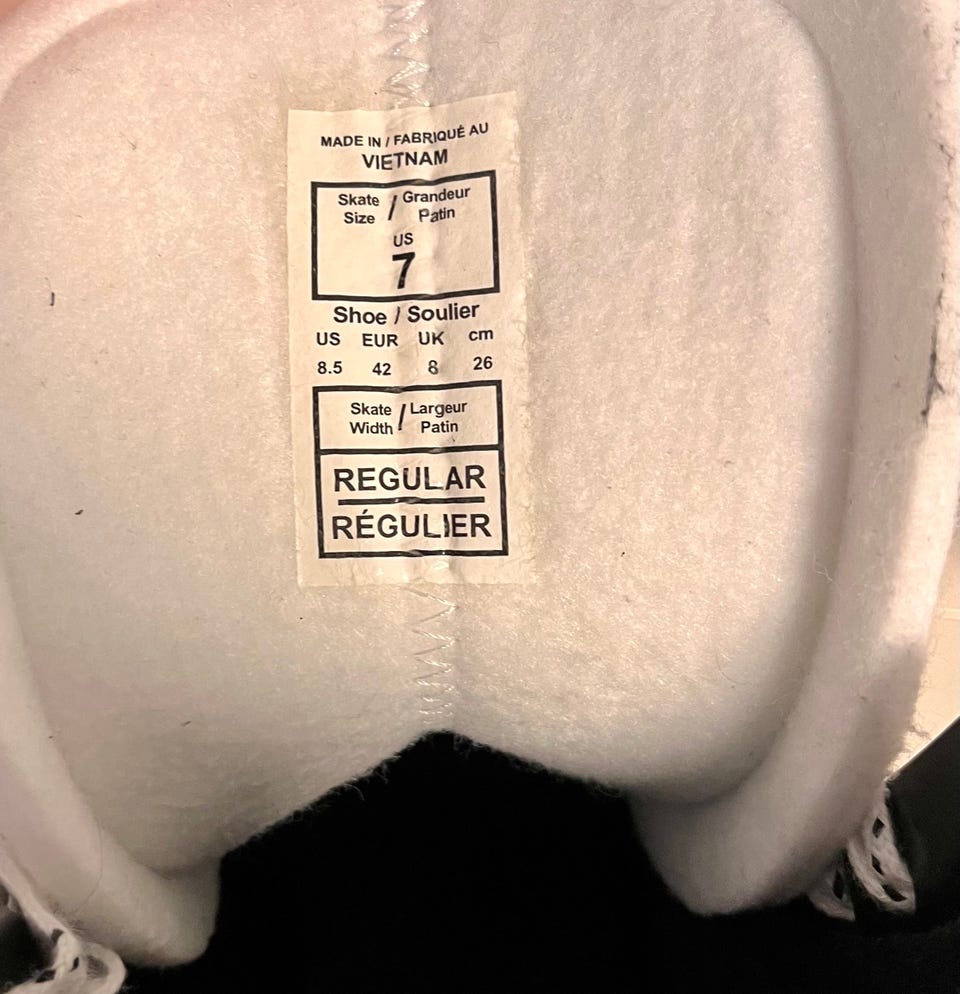 MADE IN / FABRIQUÉ AU
VIETNAM
Skate Size / Grandeur Patin
US
7
Shoe / Soulier
US EUR UK cm
8.5 42 8 26
Skate Width / Largeur Patin
REGULAR
RÉGULIER